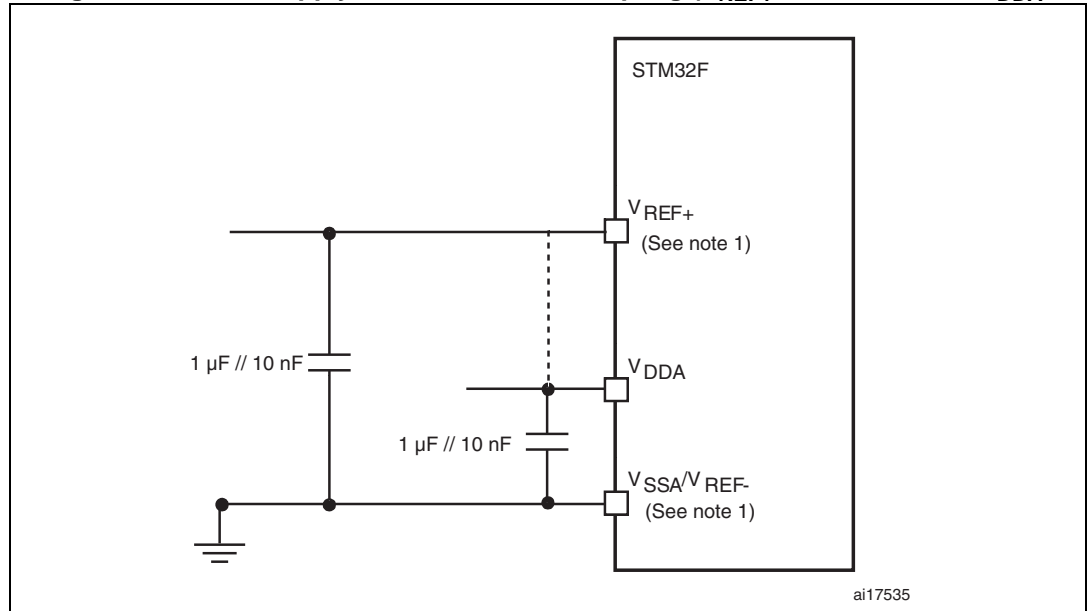 STM32F
VREF+
(See note 1)
1 µF // 10 nF
VDDA
1 µF // 10 nF
VSSA/VREF-
(See note 1)
ai17535